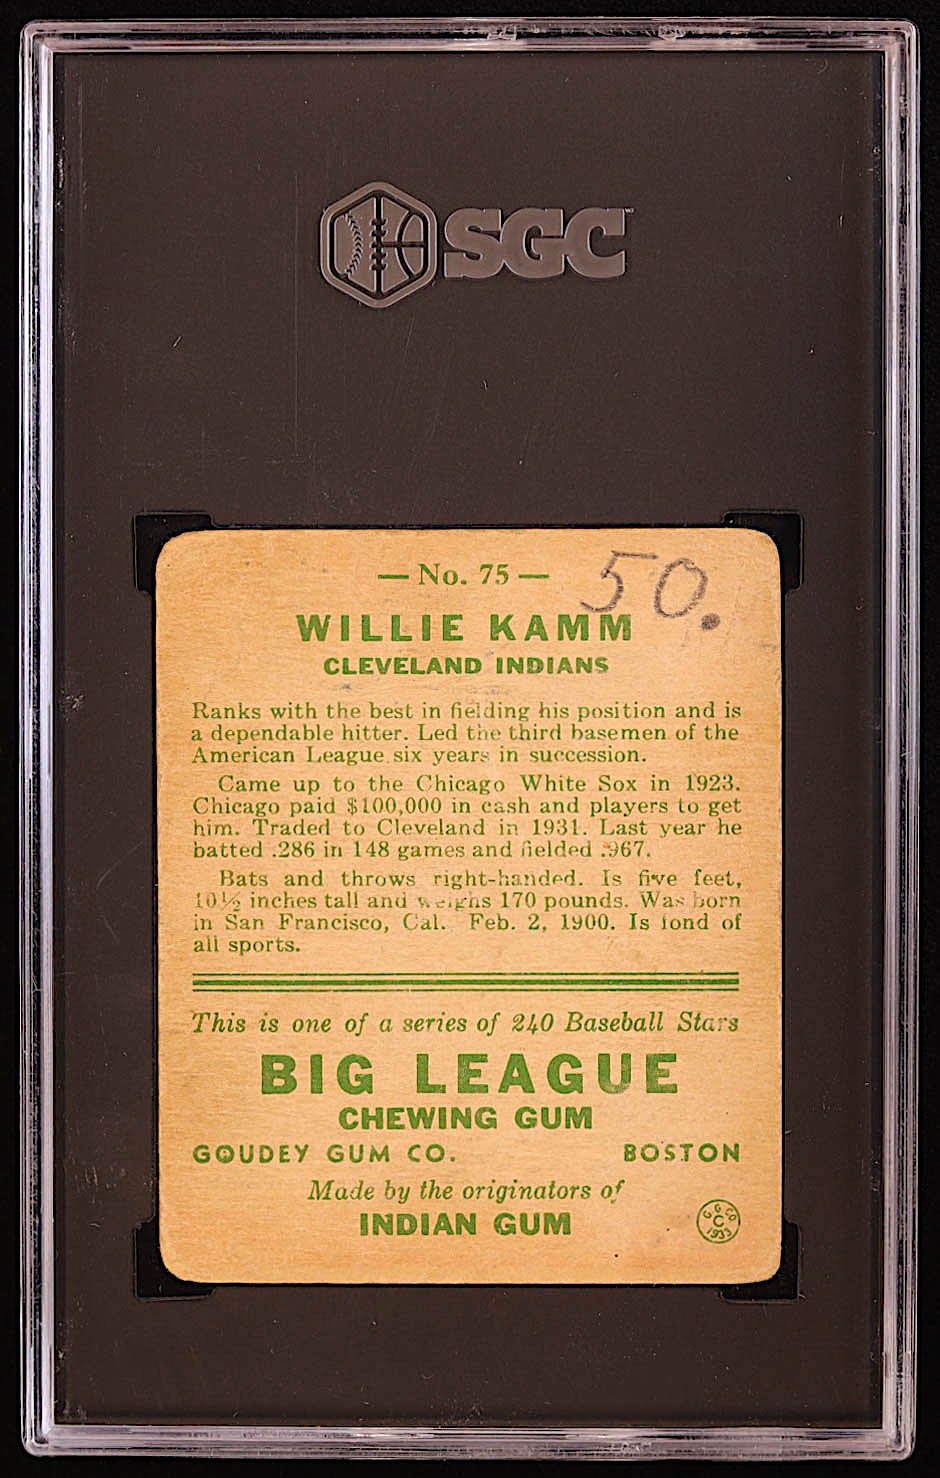 SGC
— No. 75 —
50.
WILLIE KAMM
CLEVELAND INDIANS
Ranks with the best in fielding his position and is
a dependable hitter. Led the third basemen of the
American League six years in succession.
Came up to the Chicago White Sox in 1923.
Chicago paid $100,000 in cash and players to get
him. Traded to Cleveland in 1931. Last year he
batted .286 in 148 games and fielded .967.
Bats and throws right-handed. Is five feet,
10½ inches tall and weighs 170 pounds. Was born
in San Francisco, Cal. Feb. 2, 1900. Is fond of
all sports.
This is one of a series of 240 Baseball Stars
BIG LEAGUE
CHEWING GUM
GOUDEY GUM CO. BOSTON
Made by the originators of
INDIAN GUM
G G CO
C
1933